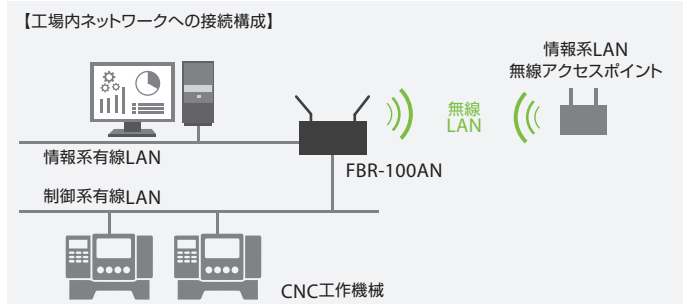 【工場内ネットワークへの接続構成】
情報系LAN
無線アクセスポイント
無線
LAN
情報系有線LAN
FBR-100AN
制御系有線LAN
CNC工作機械